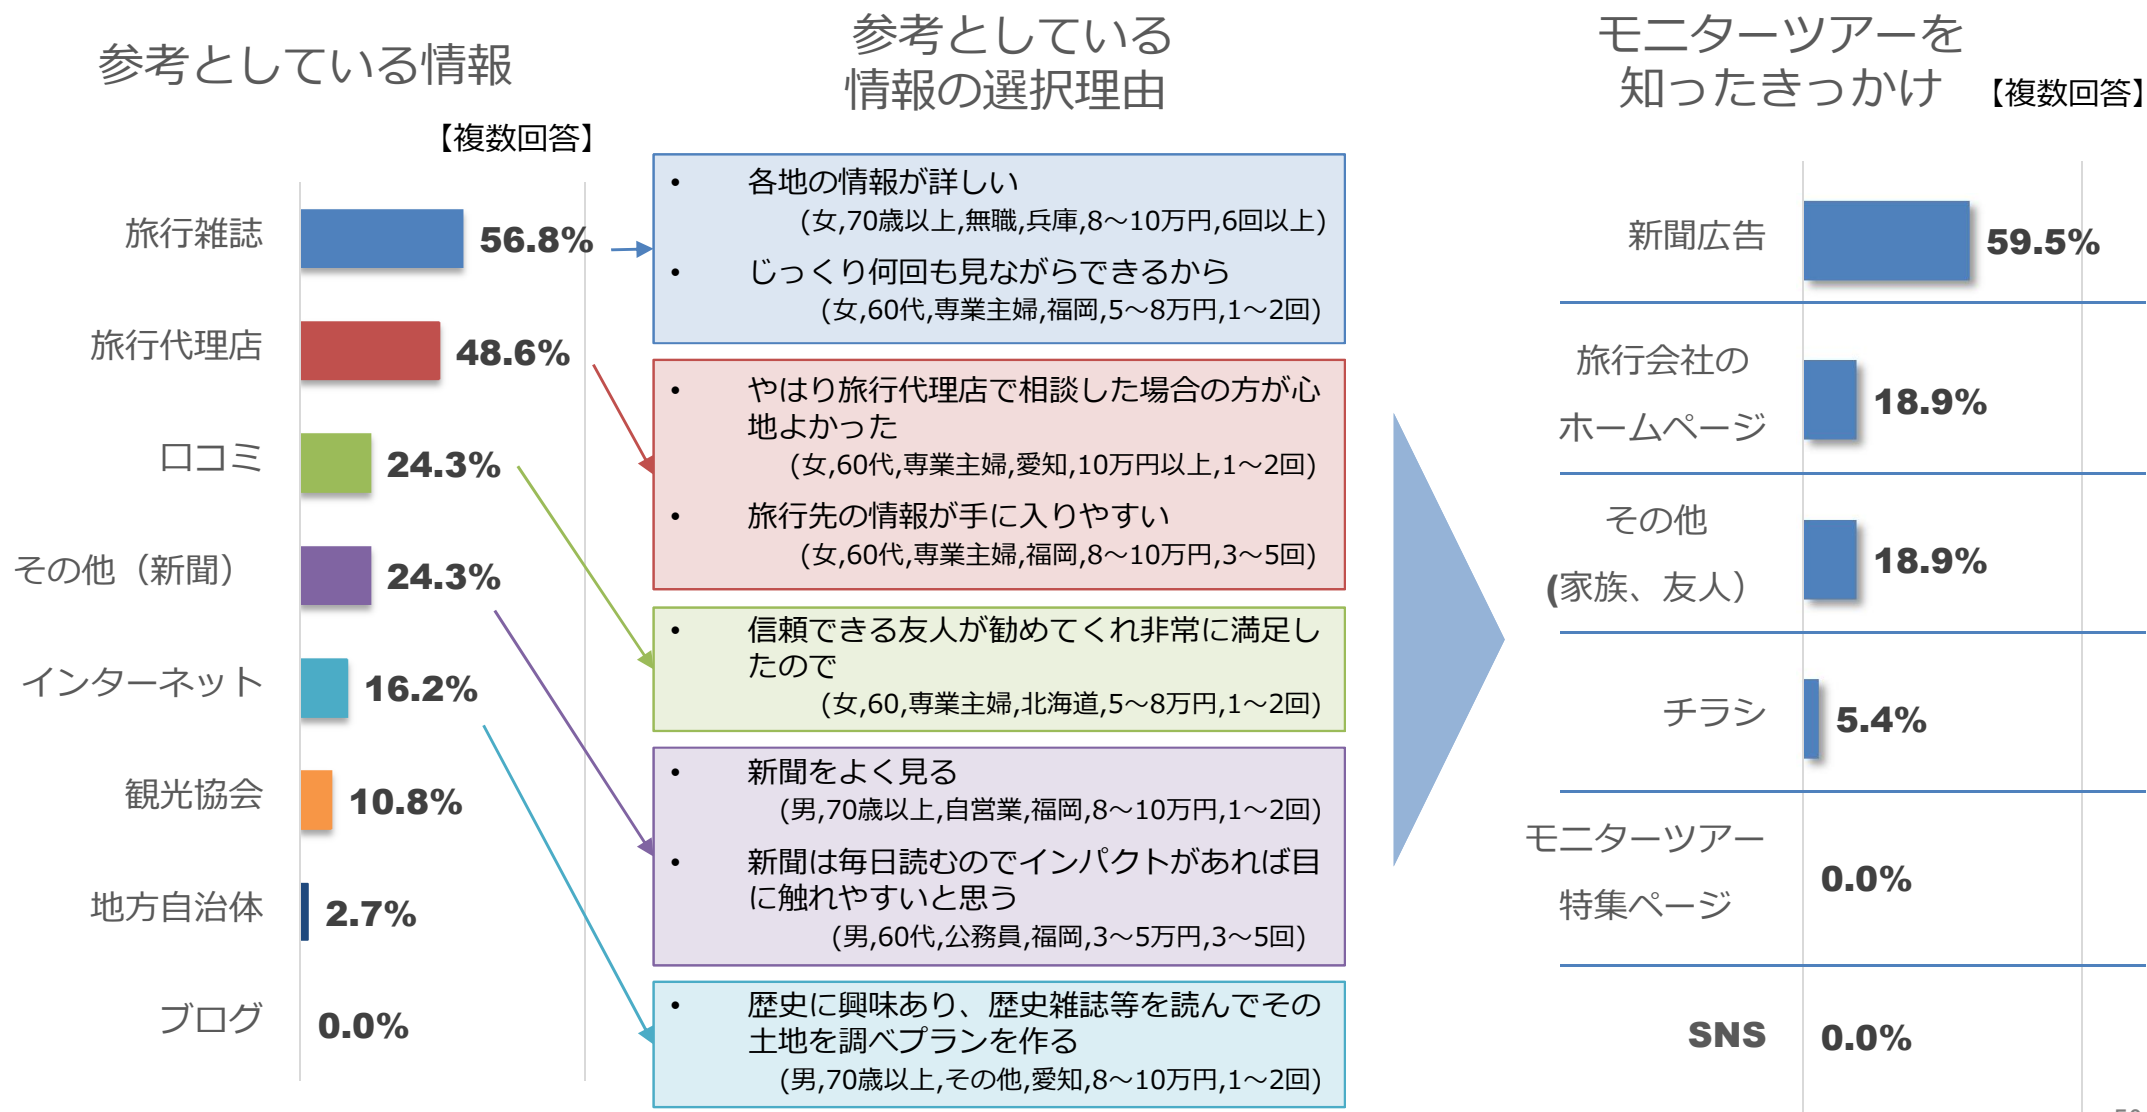 参考としている情報
【複数回答】
旅行雑誌
56.8%
旅行代理店
48.6%
口コミ
24.3%
その他（新聞）
24.3%
インターネット
16.2%
観光協会
10.8%
地方自治体
2.7%
ブログ
0.0%
参考としている
情報の選択理由
• 各地の情報が詳しい
(女,70歳以上,無職,兵庫,8～10万円,6回以上)
• じっくり何回も見ながらできるから
(女,60代,専業主婦,福岡,5～8万円,1～2回)
• やはり旅行代理店で相談した場合の方が心
地よかった
(女,60代,専業主婦,愛知,10万円以上,1～2回)
• 旅行先の情報が手に入りやすい
(女,60代,専業主婦,福岡,8～10万円,3～5回)
• 信頼できる友人が勧めてくれ非常に満足し
たので
(女,60,専業主婦,北海道,5～8万円,1～2回)
• 新聞をよく見る
(男,70歳以上,自営業,福岡,8～10万円,1～2回)
• 新聞は毎日読むのでインパクトがあれば目
に触れやすいと思う
(男,60代,公務員,福岡,3～5万円,3～5回)
• 歴史に興味あり、歴史雑誌等を読んでその
土地を調べプランを作る
(男,70歳以上,その他,愛知,8～10万円,1～2回)
モニターツアーを
知ったきっかけ
【複数回答】
新聞広告
59.5%
旅行会社の
ホームページ
18.9%
その他
(家族、友人）
18.9%
チラシ
5.4%
モニターツアー
特集ページ
0.0%
SNS
0.0%